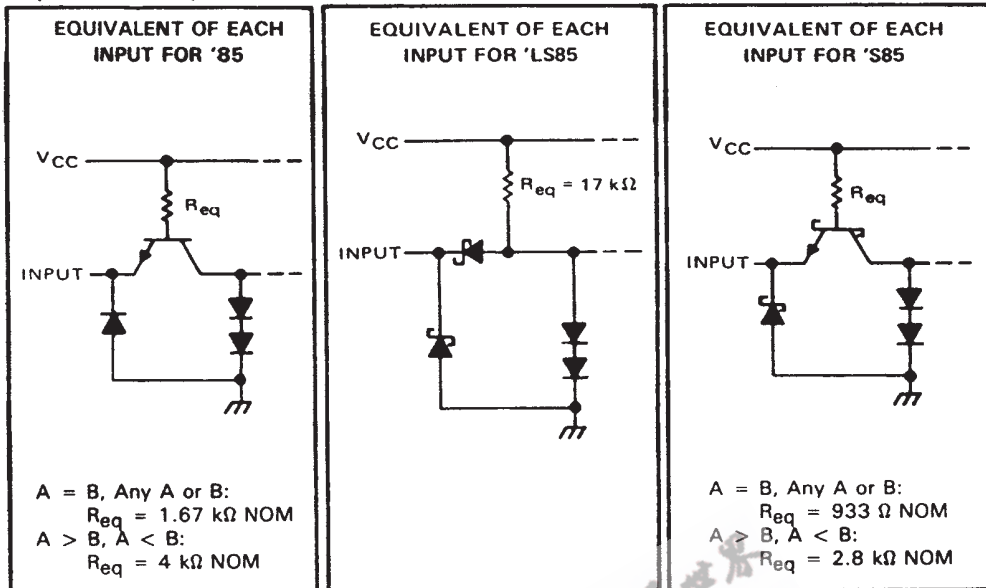 EQUIVALENT OF EACH
INPUT FOR '85
VCC
Req
INPUT
A = B, Any A or B:
Req = 1.67 kΩ NOM
A > B, A < B:
Req = 4 kΩ NOM
EQUIVALENT OF EACH
INPUT FOR 'LS85
VCC
Req = 17 kΩ
INPUT
EQUIVALENT OF EACH
INPUT FOR 'S85
VCC
Req
INPUT
A = B, Any A or B:
Req = 933 Ω NOM
A > B, A < B:
Req = 2.8 kΩ NOM